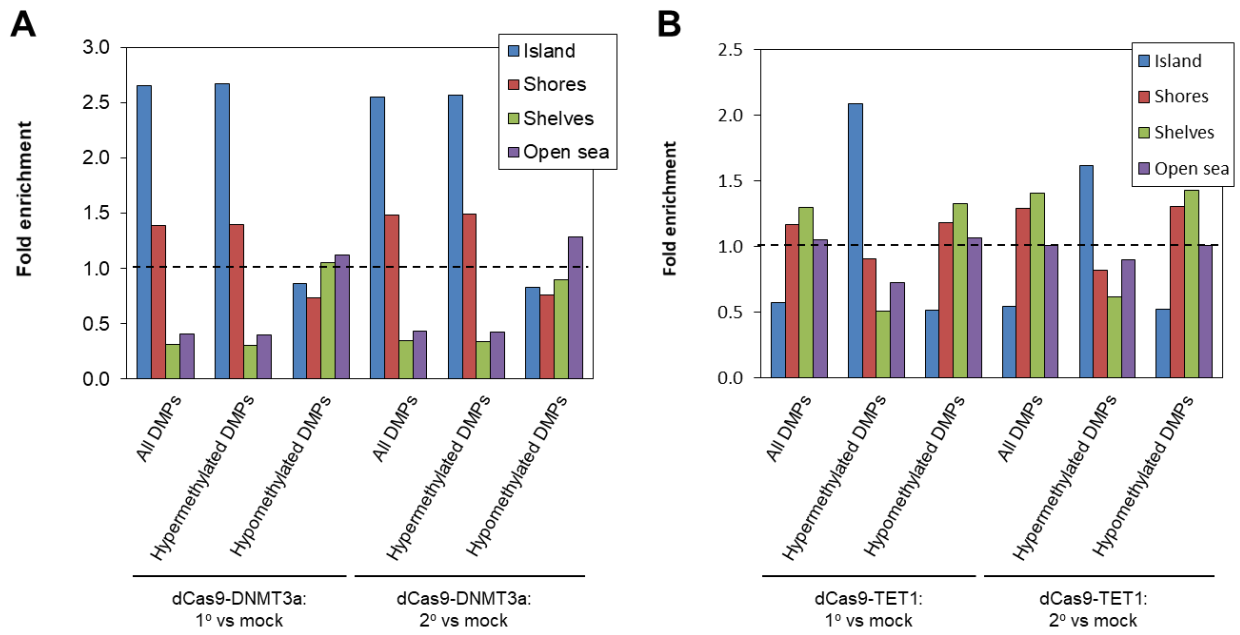 A
Fold enrichment
3.0
2.5
2.0
1.5
1.0
0.5
0.0
Island
Shores
Shelves
Open sea
All DMPs
Hypermethylated DMPs
Hypomethylated DMPs
All DMPs
Hypermethylated DMPs
Hypomethylated DMPs
dCas9-DNMT3a:
1º vs mock
dCas9-DNMT3a:
2º vs mock
B
Fold enrichment
2.5
2.0
1.5
1.0
0.5
0.0
Island
Shores
Shelves
Open sea
All DMPs
Hypermethylated DMPs
Hypomethylated DMPs
All DMPs
Hypermethylated DMPs
Hypomethylated DMPs
dCas9-TET1:
1º vs mock
dCas9-TET1:
2º vs mock